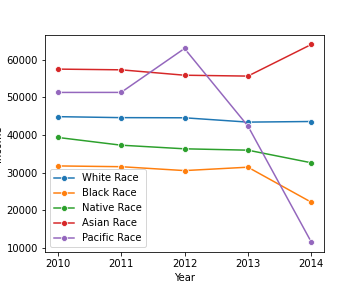 60000
50000
40000
30000
20000
10000
White Race
Black Race
Native Race
Asian Race
Pacific Race
2010 2011 2012 2013 2014
Year